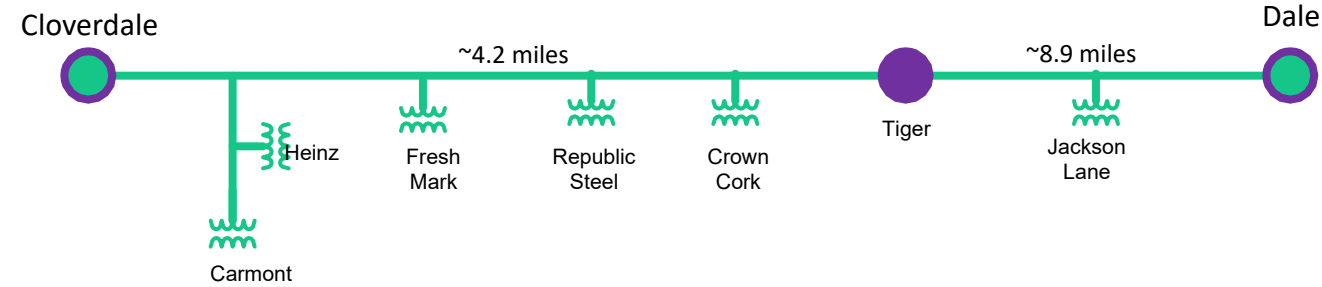 Cloverdale
~4.2 miles
~8.9 miles
Dale
Heinz
Fresh
Mark
Republic
Steel
Crown
Cork
Tiger
Jackson
Lane
Carmont